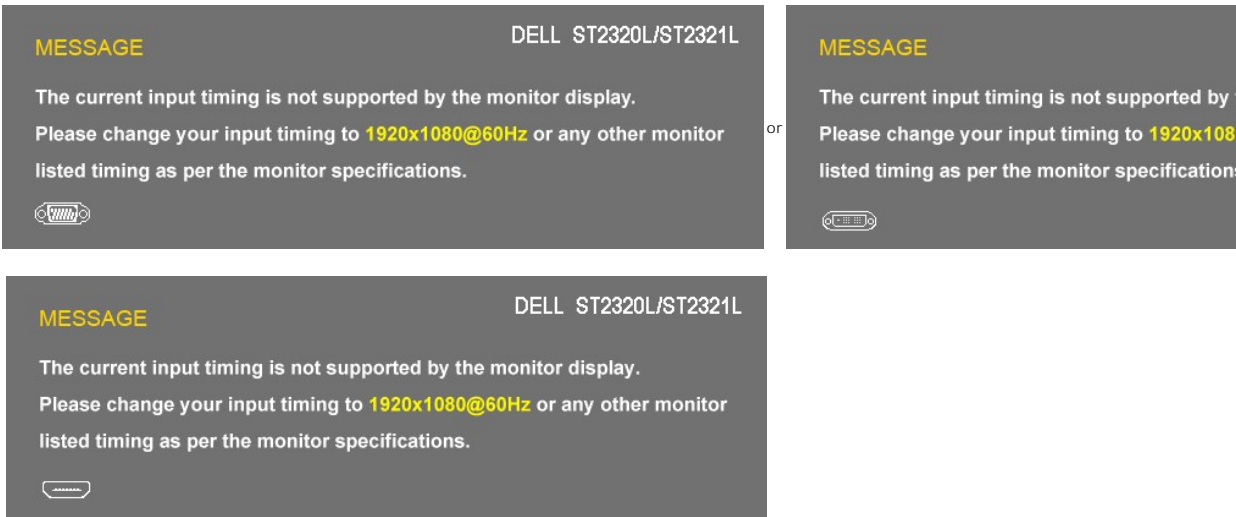 MESSAGE
DELL ST2320L/ST2321L
The current input timing is not supported by the monitor display.
Please change your input timing to 1920x1080@60Hz or any other monitor
listed timing as per the monitor specifications.
or
MESSAGE
The current input timing is not supported by
Please change your input timing to 1920x108
listed timing as per the monitor specification
MESSAGE
DELL ST2320L/ST2321L
The current input timing is not supported by the monitor display.
Please change your input timing to 1920x1080@60Hz or any other monitor
listed timing as per the monitor specifications.